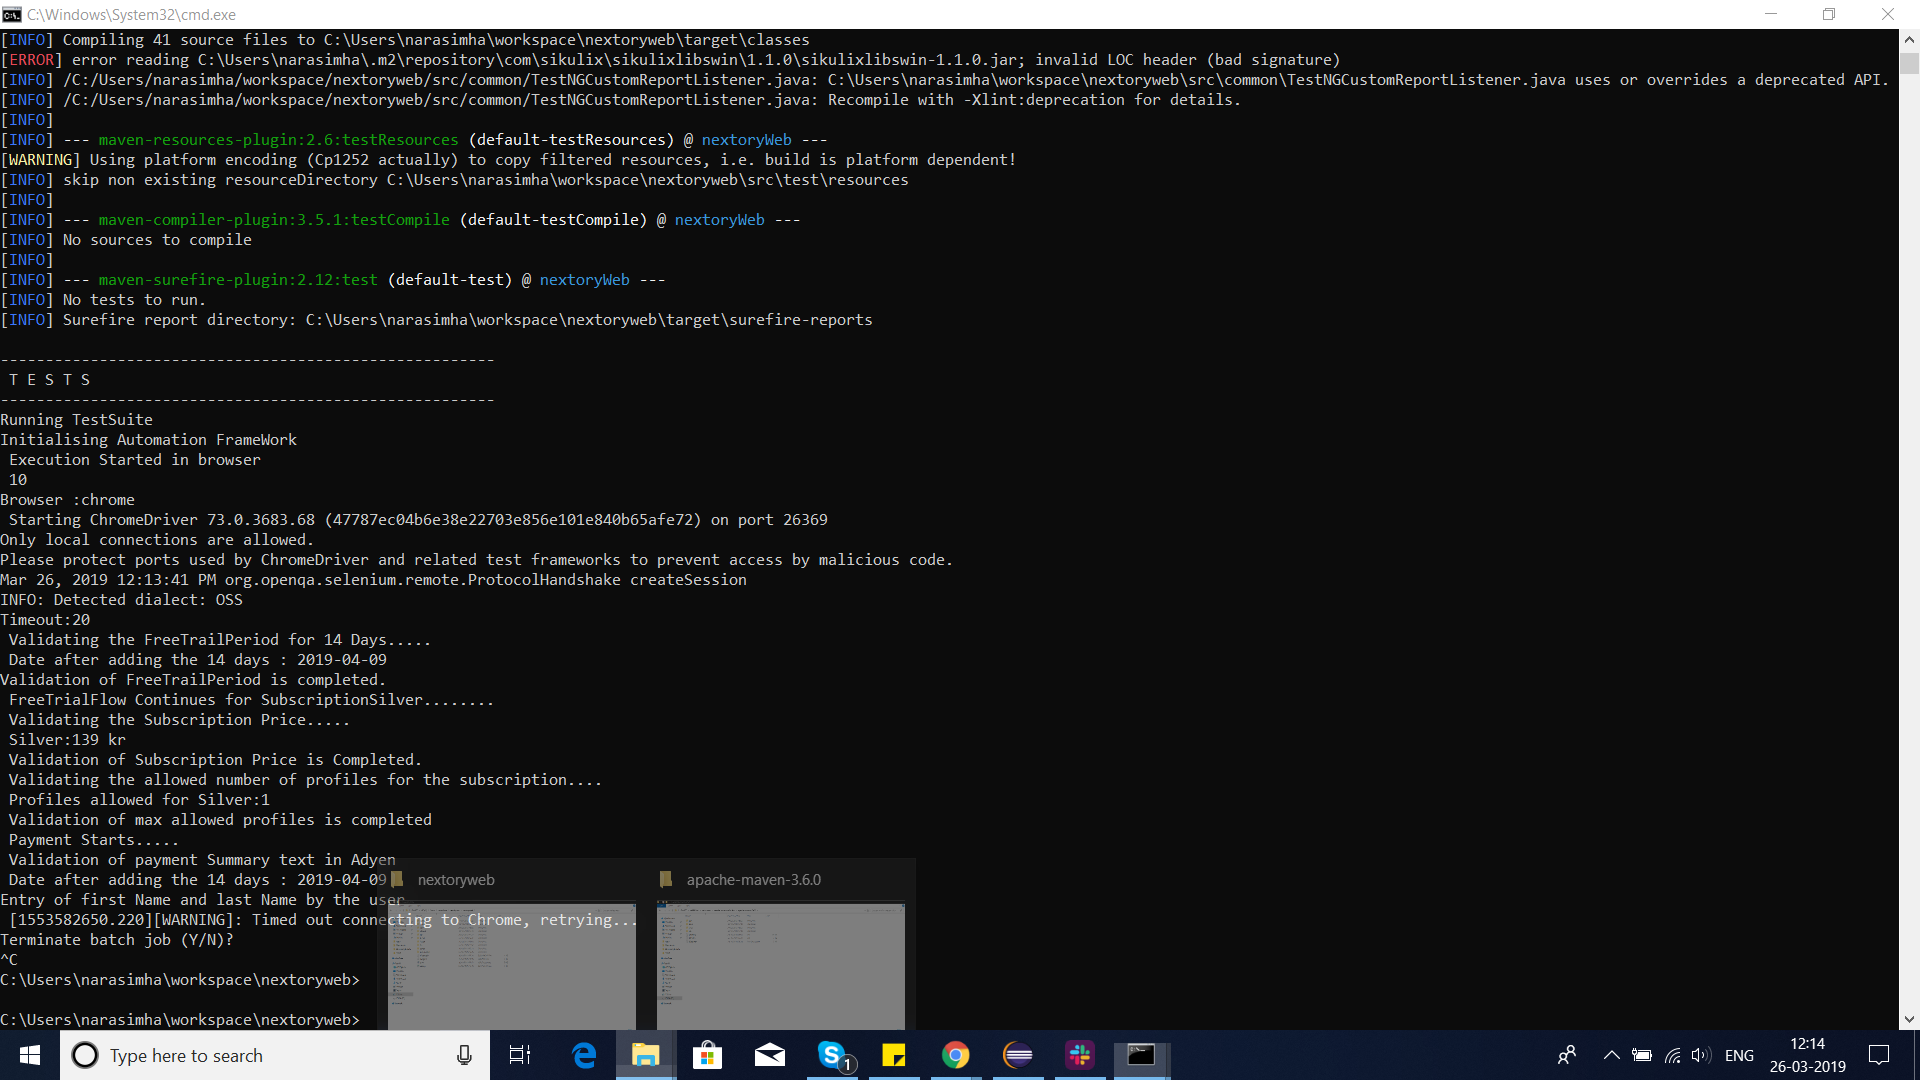 C:\Windows\System32\cmd.exe
[INFO] Compiling 41 source files to C:\Users\narasimha\workspace\nextoryweb\target\classes
[ERROR] error reading C:\Users\narasimha\.m2\repository\com\sikulix\sikulixlibswin\1.1.0\sikulixlibswin-1.1.0.jar; invalid LOC header (bad signature)
[INFO] /C:/Users/narasimha/workspace/nextoryweb/src/common/TestNGCustomReportListener.java: C:\Users\narasimha\workspace\nextoryweb\src\common\TestNGCustomReportListener.java uses or overrides a deprecated API.
[INFO] /C:/Users/narasimha/workspace/nextoryweb/src/common/TestNGCustomReportListener.java: Recompile with -Xlint:deprecation for details.
[INFO]
[INFO] --- maven-resources-plugin:2.6:testResources (default-testResources) @ nextoryWeb ---
[WARNING] Using platform encoding (Cp1252 actually) to copy filtered resources, i.e. build is platform dependent!
[INFO] skip non existing resourceDirectory C:\Users\narasimha\workspace\nextoryweb\src\test\resources
[INFO]
[INFO] --- maven-compiler-plugin:3.5.1:testCompile (default-testCompile) @ nextoryWeb ---
[INFO] No sources to compile
[INFO]
[INFO] --- maven-surefire-plugin:2.12:test (default-test) @ nextoryWeb ---
[INFO] No tests to run.
[INFO] Surefire report directory: C:\Users\narasimha\workspace\nextoryweb\target\surefire-reports
-------------------------------------------------------
T E S T S
-------------------------------------------------------
Running TestSuite
Initialising Automation FrameWork
Execution Started in browser
10
Browser :chrome
Starting ChromeDriver 73.0.3683.68 (47787ec04b6e38e22703e856e101e840b65afe72) on port 26369
Only local connections are allowed.
Please protect ports used by ChromeDriver and related test frameworks to prevent access by malicious code.
Mar 26, 2019 12:13:41 PM org.openqa.selenium.remote.ProtocolHandshake createSession
INFO: Detected dialect: OSS
Timeout:20
Validating the FreeTrailPeriod for 14 Days.....
Date after adding the 14 days : 2019-04-09
Validation of FreeTrailPeriod is completed.
FreeTrialFlow Continues for SubscriptionSilver........
Validating the Subscription Price.....
Silver:139 kr
Validation of Subscription Price is Completed.
Validating the allowed number of profiles for the subscription....
Profiles allowed for Silver:1
Validation of max allowed profiles is completed
Payment Starts.....
Validation of payment Summary text in Adyen
Date after adding the 14 days : 2019-04-09
nextoryweb
apache-maven-3.6.0
Entry of first Name and last Name by the user
[1553582650.220][WARNING]: Timed out connecting to Chrome, retrying...
Terminate batch job (Y/N)?
^C
C:\Users\narasimha\workspace\nextoryweb>
C:\Users\narasimha\workspace\nextoryweb>
Type here to search
1
ENG
12:14
26-03-2019